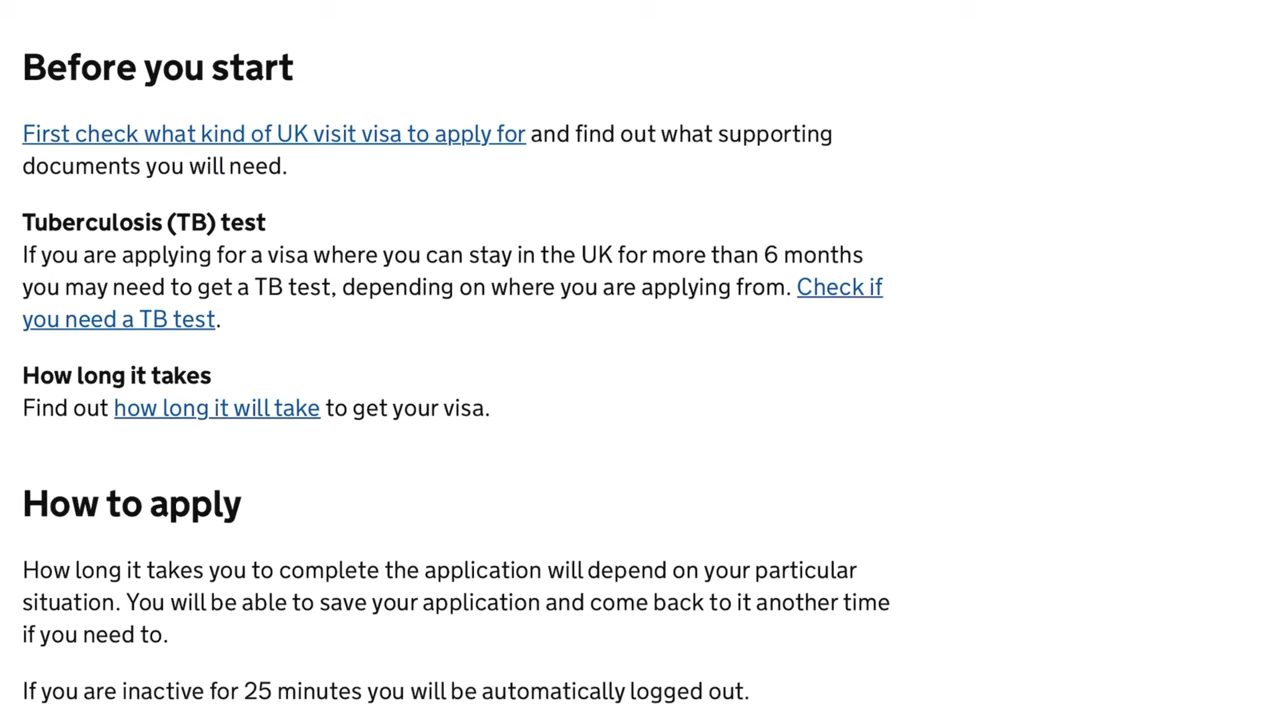 Before you start
First check what kind of UK visit visa to apply for and find out what supporting
documents you will need.
Tuberculosis (TB) test
If you are applying for a visa where you can stay in the UK for more than 6 months
you may need to get a TB test, depending on where you are applying from. Check if
you need a TB test.
How long it takes
Find out how long it will take to get your visa.
How to apply
How long it takes you to complete the application will depend on your particular
situation. You will be able to save your application and come back to it another time
if you need to.
If you are inactive for 25 minutes you will be automatically logged out.